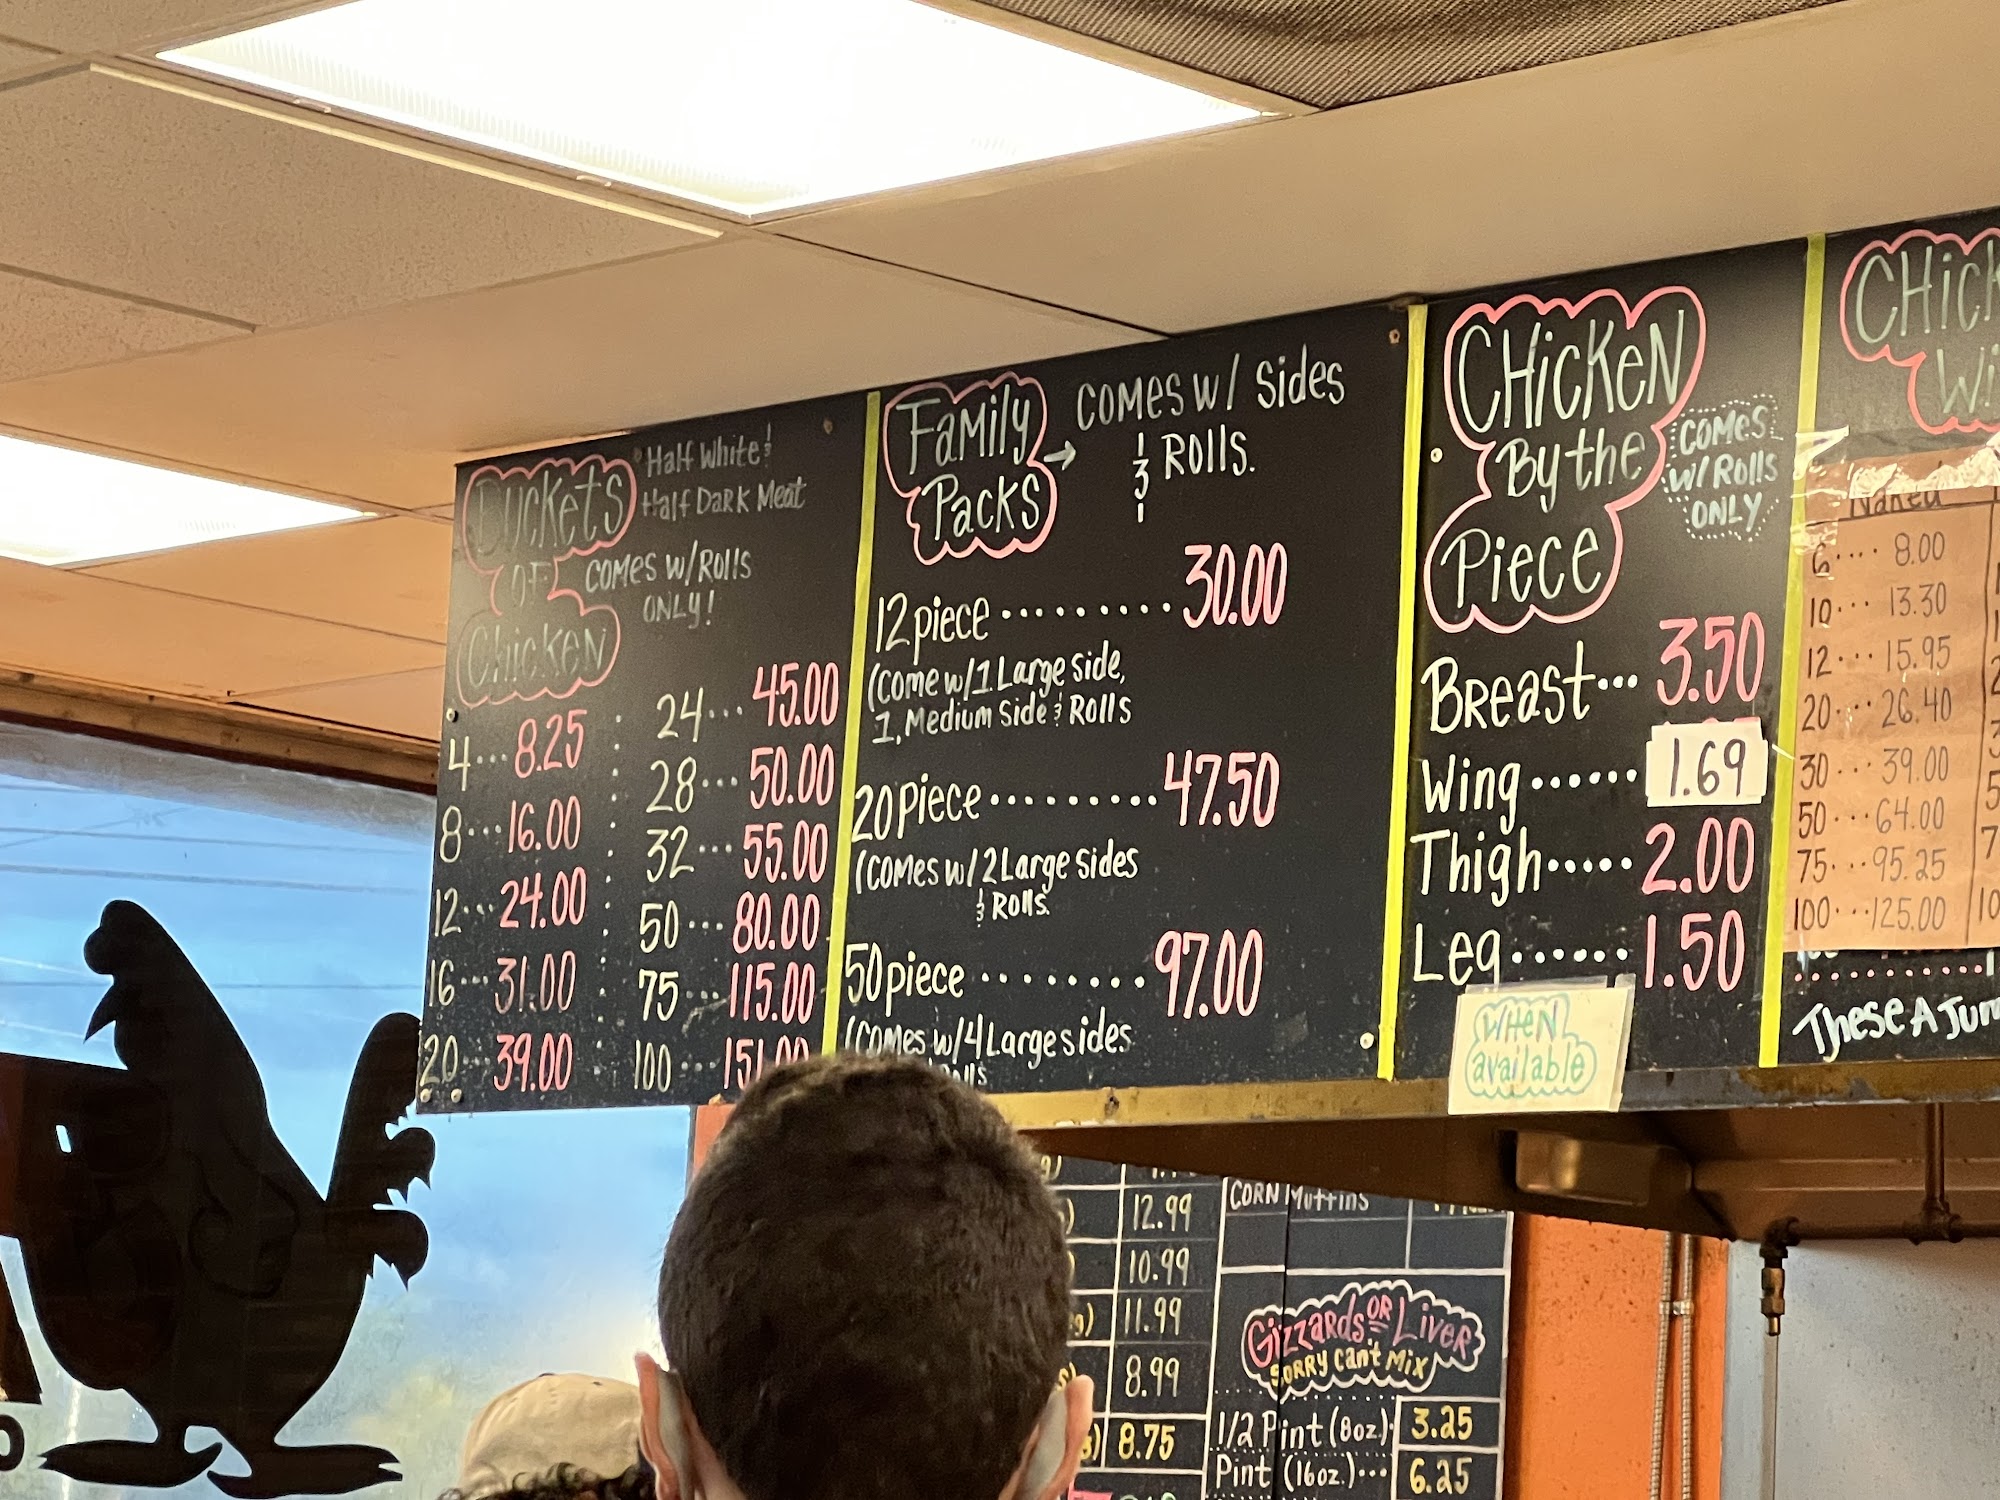 Buckets
OF
Chicken
Half White &
Half Dark Meat
COMES W/ROLLS
ONLY!
4... 8.25
8... 16.00
12... 24.00
16... 31.00
20... 39.00
24... 45.00
28... 50.00
32... 55.00
50... 80.00
75... 115.00
100... 151.00
Family
Packs
→ COMES W/ Sides
& ROLLS.
12 piece ......... 30.00
(Come w/1 Large side,
1, Medium Side & Rolls
20 Piece ......... 47.50
(Comes w/ 2 Large sides
& Rolls.
50 piece ........ 97.00
(Comes w/4 Large sides
CHicKeN
By the
Piece
COMES
W/ Rolls
ONLY
Breast... 3.50
Wing...... 1.69
Thigh..... 2.00
Leg...... 1.50
WHEN
available
Naked
6.... 8.00
10... 13.30
12... 15.95
20... 26.40
30... 39.00
50... 64.00
75... 95.25
100... 125.00
These A
12.99
10.99
11.99
8.99
8.75
CORN Muffins
Gizzards OR Liver
SORRY Can't Mix
1/2 Pint (8oz.) 3.25
Pint (16oz.)... 6.25